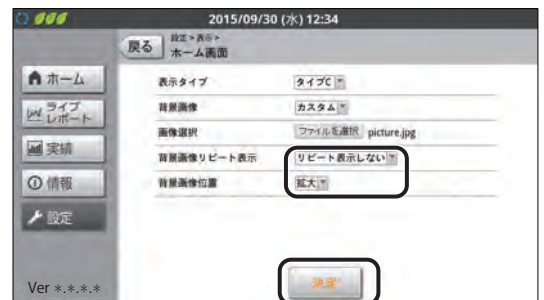 2015/09/30 (水) 12:34
戻る
設定 > 表示 >
ホーム画面
ホーム
ライブ
レポート
実績
情報
設定
Ver *.*.*.*
表示タイプ タイプC
背景画像 カスタム
画像選択 ファイルを選択 picture.jpg
背景画像リピート表示 リピート表示しない
背景画像位置 拡大
決定